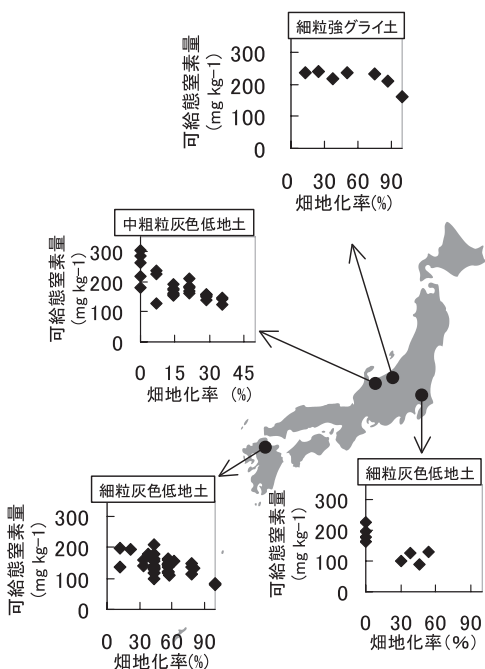 細粒強グライ土
可給態窒素量
(mg kg−1)
300
200
100
0
0 30 60 90
畑地化率(%)
中粗粒灰色低地土
可給態窒素量
(mg kg−1)
300
200
100
0
0 15 30 45
畑地化率 (%)
細粒灰色低地土
可給態窒素量
(mg kg−1)
300
200
100
0
0 30 60 90
畑地化率(%)
細粒灰色低地土
可給態窒素量
(mg kg−1)
300
200
100
0
0 30 60 90
畑地化率(%)